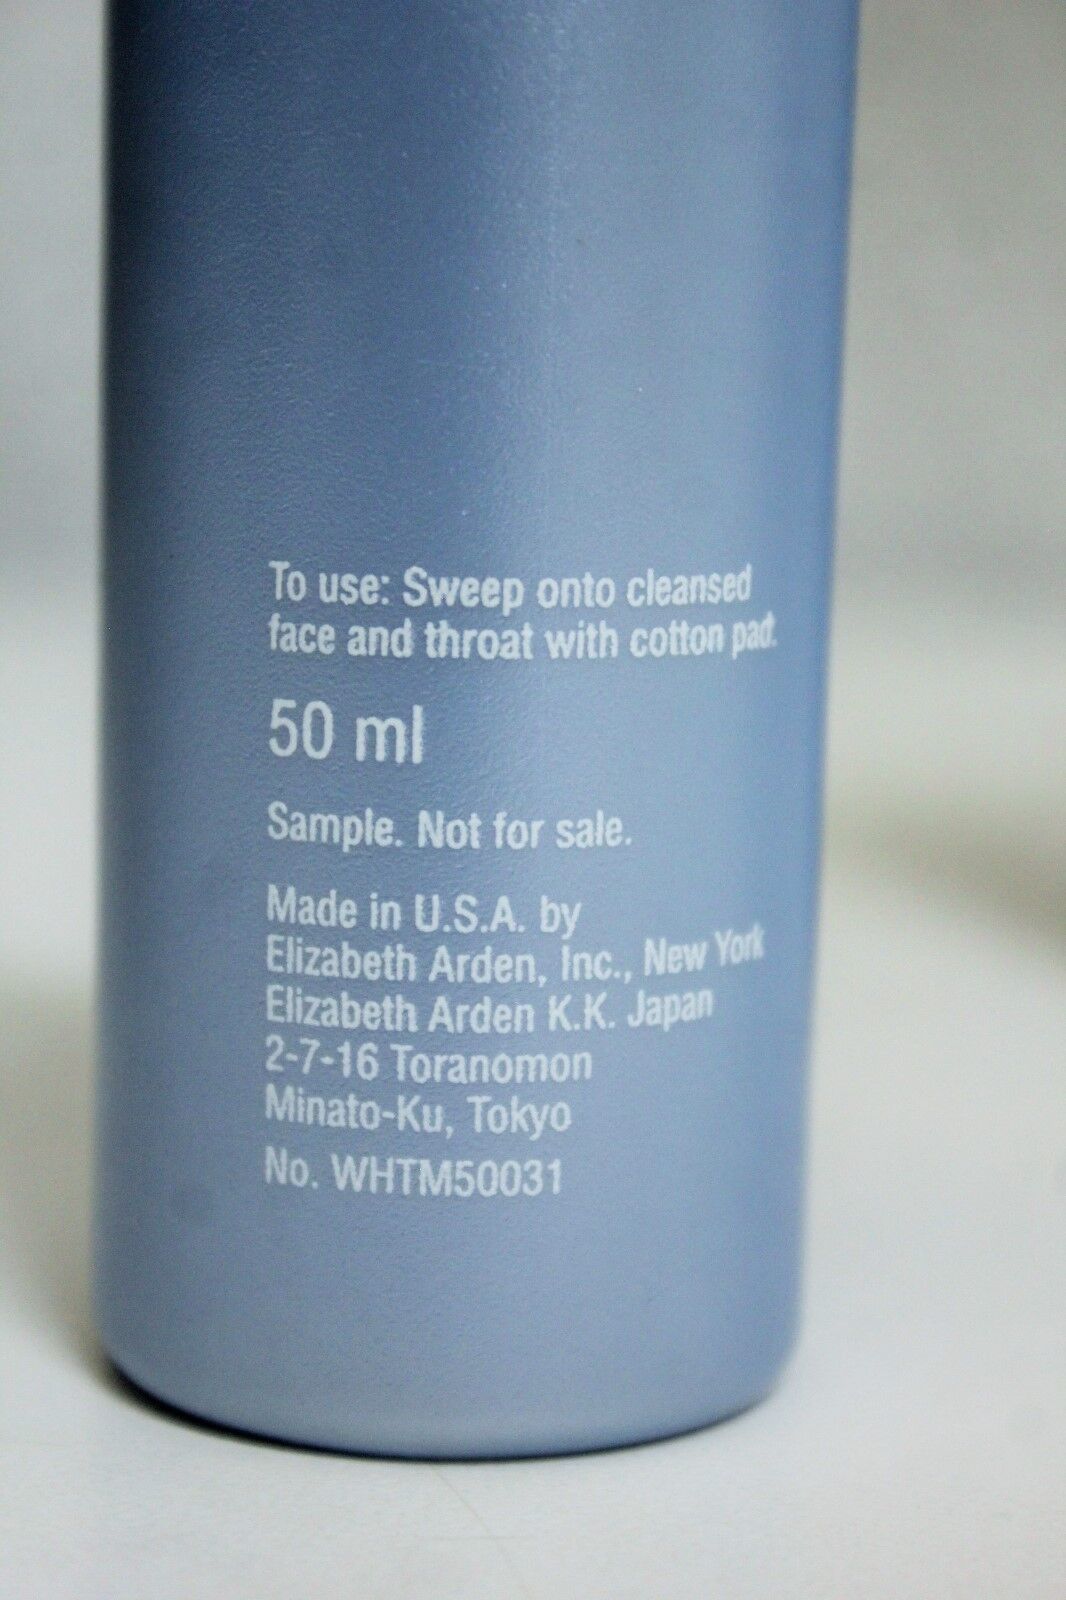 To use: Sweep onto cleansed
face and throat with cotton pad.
50 ml
Sample. Not for sale.
Made in U.S.A. by
Elizabeth Arden, Inc., New York
Elizabeth Arden K.K. Japan
2-7-16 Toranomon
Minato-Ku, Tokyo
No. WHTM50031